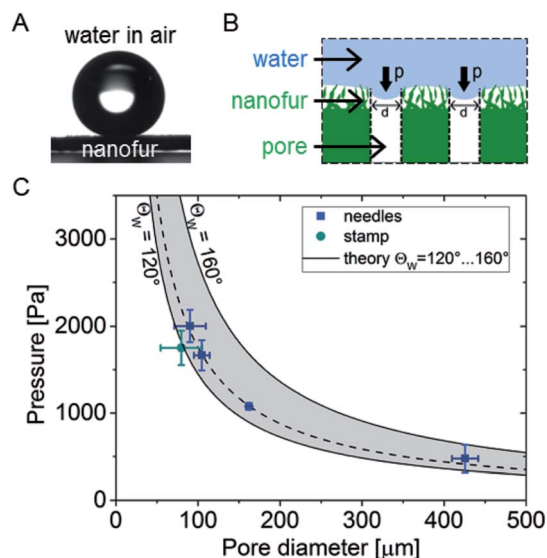 A
water in air
nanofur
B
water
nanofur
pore
p
p
d
d
C
Θw = 120°
Θw = 160°
needles
stamp
theory Θw=120°...160°
Pressure [Pa]
3000
2000
1000
0
0
100
200
300
400
500
Pore diameter [µm]